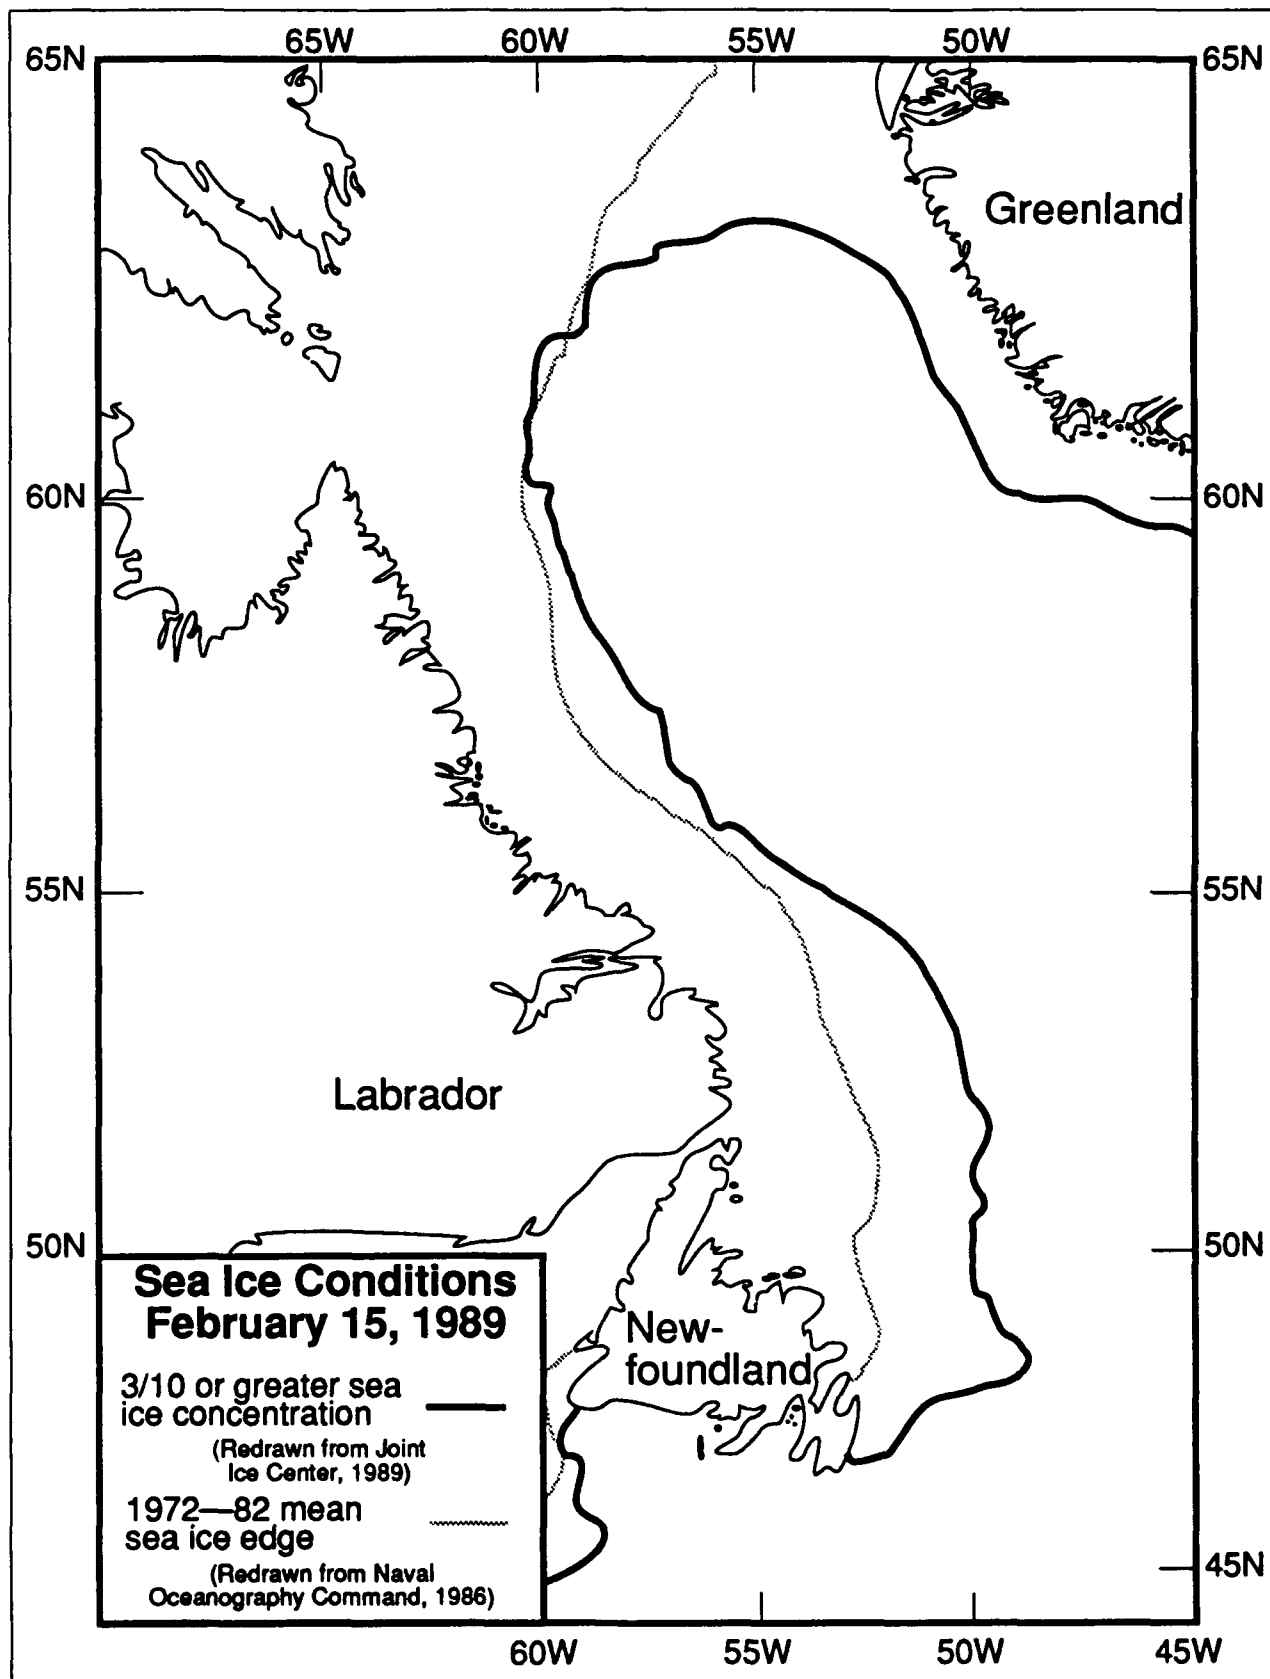 65W 60W 55W 50W
65N 65N
Greenland
60N 60N
55N 55N
Labrador
50N 50N
Sea Ice Conditions
February 15, 1989
New-
foundland
3/10 or greater sea
ice concentration
(Redrawn from Joint
Ice Center, 1989)
1972—82 mean
sea ice edge
(Redrawn from Naval
Oceanography Command, 1986)
45N
60W 55W 50W 45W